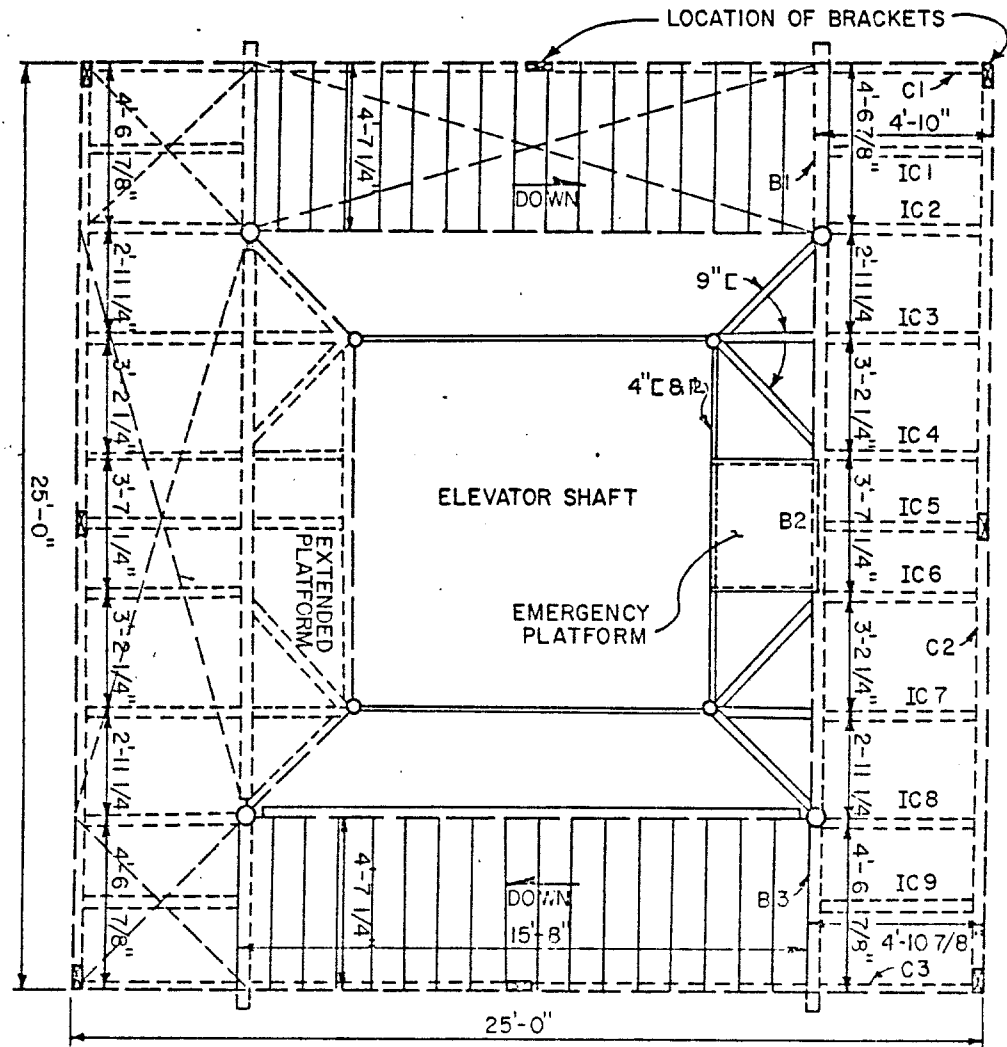 LOCATION OF BRACKETS
C1
4'-6 7/8"
4'-7 1/4"
4'-6 7/8"
4'-10"
B1
IC1
DOWN
IC2
2'-11 1/4"
9" ⊏
2'-11 1/4
IC3
3'-2 1/4"
4" ⊏ & ℞
3'-2 1/4"
IC4
25'-0"
3'-7 1/4"
ELEVATOR SHAFT
B2
3'-7 1/4"
IC5
EXTENDED
PLATFORM
IC6
EMERGENCY
PLATFORM
C2
3'-2 1/4"
3'-2 1/4"
IC7
2'-11 1/4
2'-11 1/4
IC8
4'-6 7/8"
4'-7 1/4"
DOWN
B3
4'-6 7/8"
IC9
15'-8"
4'-10 7/8"
C3
25'-0"